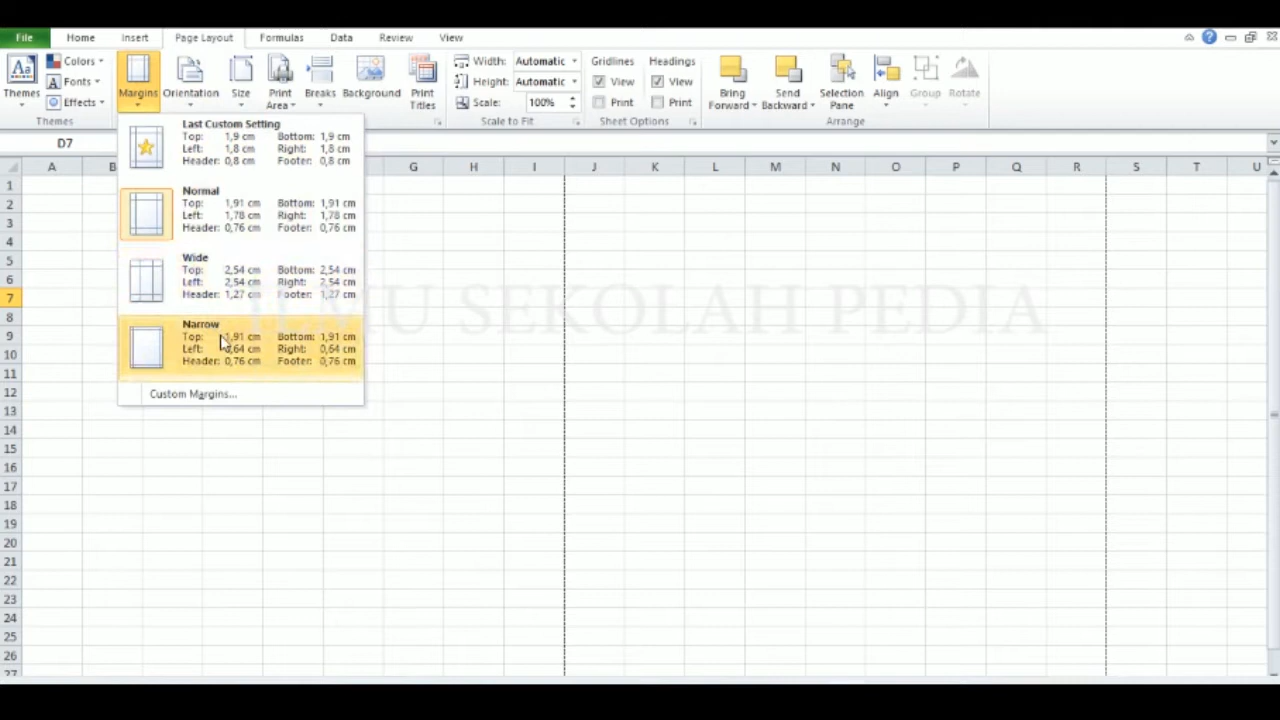 File Home Insert Page Layout Formulas Data Review View
Themes Colors Fonts Effects Themes
Margins Orientation Size Print Area Breaks Background Print Titles
Width: Automatic
Height: Automatic
Scale: 100%
Scale to Fit
Gridlines Headings
View View
Print Print
Sheet Options
Bring Forward Send Backward Selection Pane Align Group Rotate
Arrange
D7
Last Custom Setting
Top: 1,9 cm Bottom: 1,9 cm
Left: 1,8 cm Right: 1,8 cm
Header: 0,8 cm Footer: 0,8 cm
Normal
Top: 1,91 cm Bottom: 1,91 cm
Left: 1,78 cm Right: 1,78 cm
Header: 0,76 cm Footer: 0,76 cm
Wide
Top: 2,54 cm Bottom: 2,54 cm
Left: 2,54 cm Right: 2,54 cm
Header: 1,27 cm Footer: 1,27 cm
Narrow
Top: 1,91 cm Bottom: 1,91 cm
Left: 0,64 cm Right: 0,64 cm
Header: 0,76 cm Footer: 0,76 cm
Custom Margins...
A B G H I J K L M N O P Q R S T U
ILMU SEKOLAH PEDIA
1
2
3
4
5
6
7
8
9
10
11
12
13
14
15
16
17
18
19
20
21
22
23
24
25
26
27